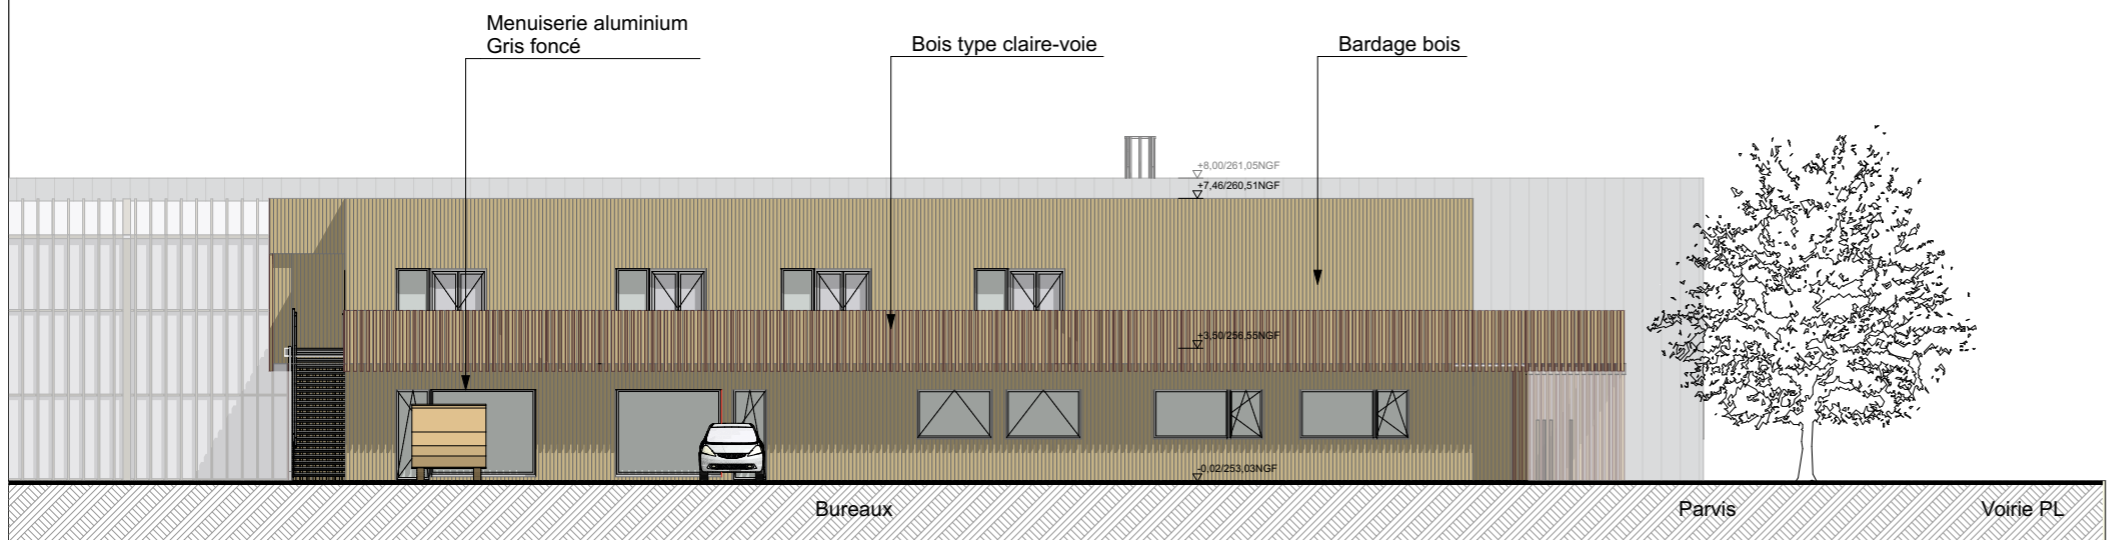 Menuiserie aluminium
Gris foncé
Bois type claire-voie
Bardage bois
+8,00/261,05NGF
+7,46/260,51NGF
+3,50/256,55NGF
-0,02/253,03NGF
Bureaux
Parvis
Voirie PL